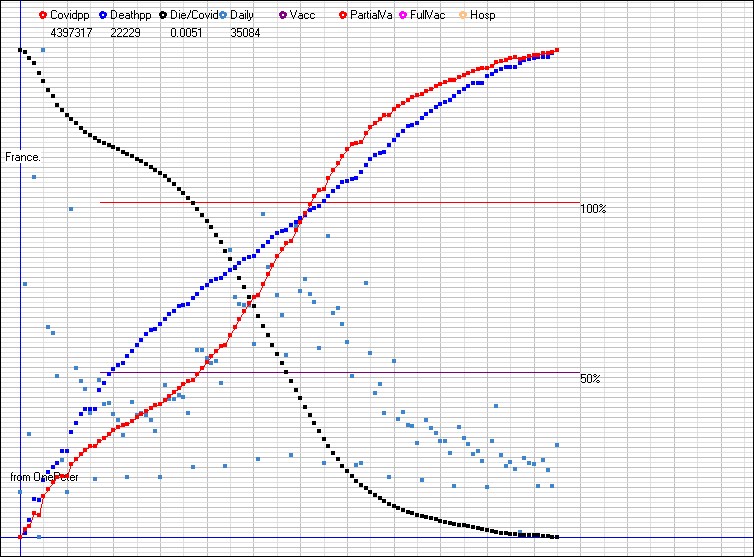 Covidpp Deathpp Die/Covid Daily Vacc PartialVa FullVac Hosp
4397317 22229 0.0051 35084
France.
100%
50%
from OnePeter